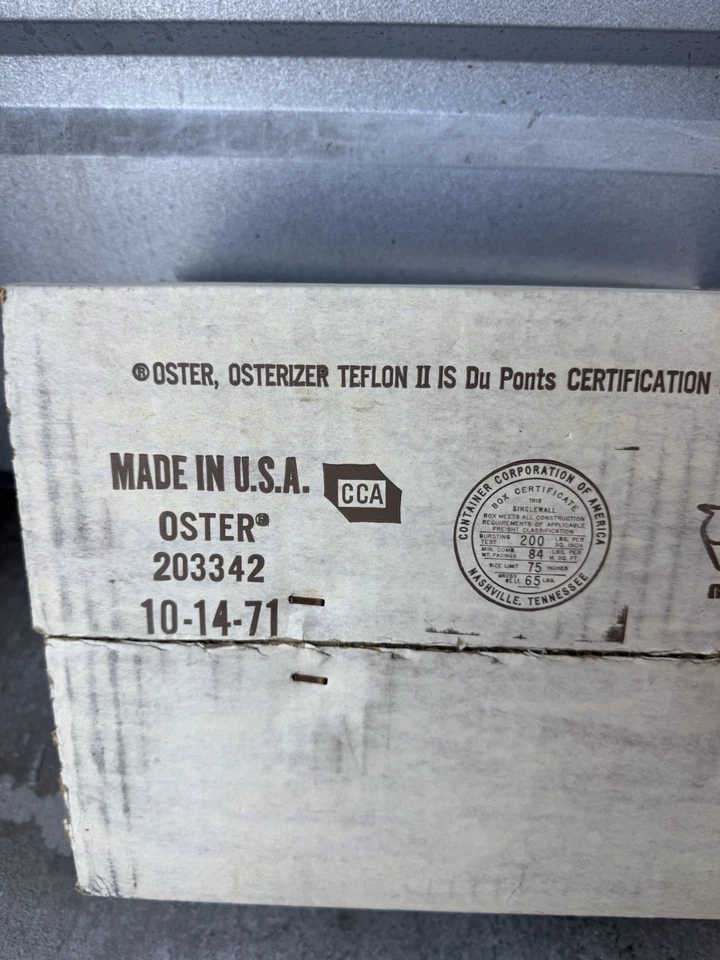 ® OSTER, OSTERIZER TEFLON II IS Du Ponts CERTIFICATION
MADE IN U.S.A.
CCA
OSTER®
203342
10-14-71
CONTAINER CORPORATION OF AMERICA
BOX CERTIFICATE
THIS
SINGLEWALL
BOX MEETS ALL CONSTRUCTION
REQUIREMENTS OF APPLICABLE
FREIGHT CLASSIFICATION
BURSTING TEST 200 LBS. PER SQ. INCH
MIN. COMB. WT. FACINGS 84 LBS. PER M. SQ. FT.
SIZE LIMIT 75 INCHES
GROSS WT. LT. 65 LBS.
NASHVILLE, TENNESSEE